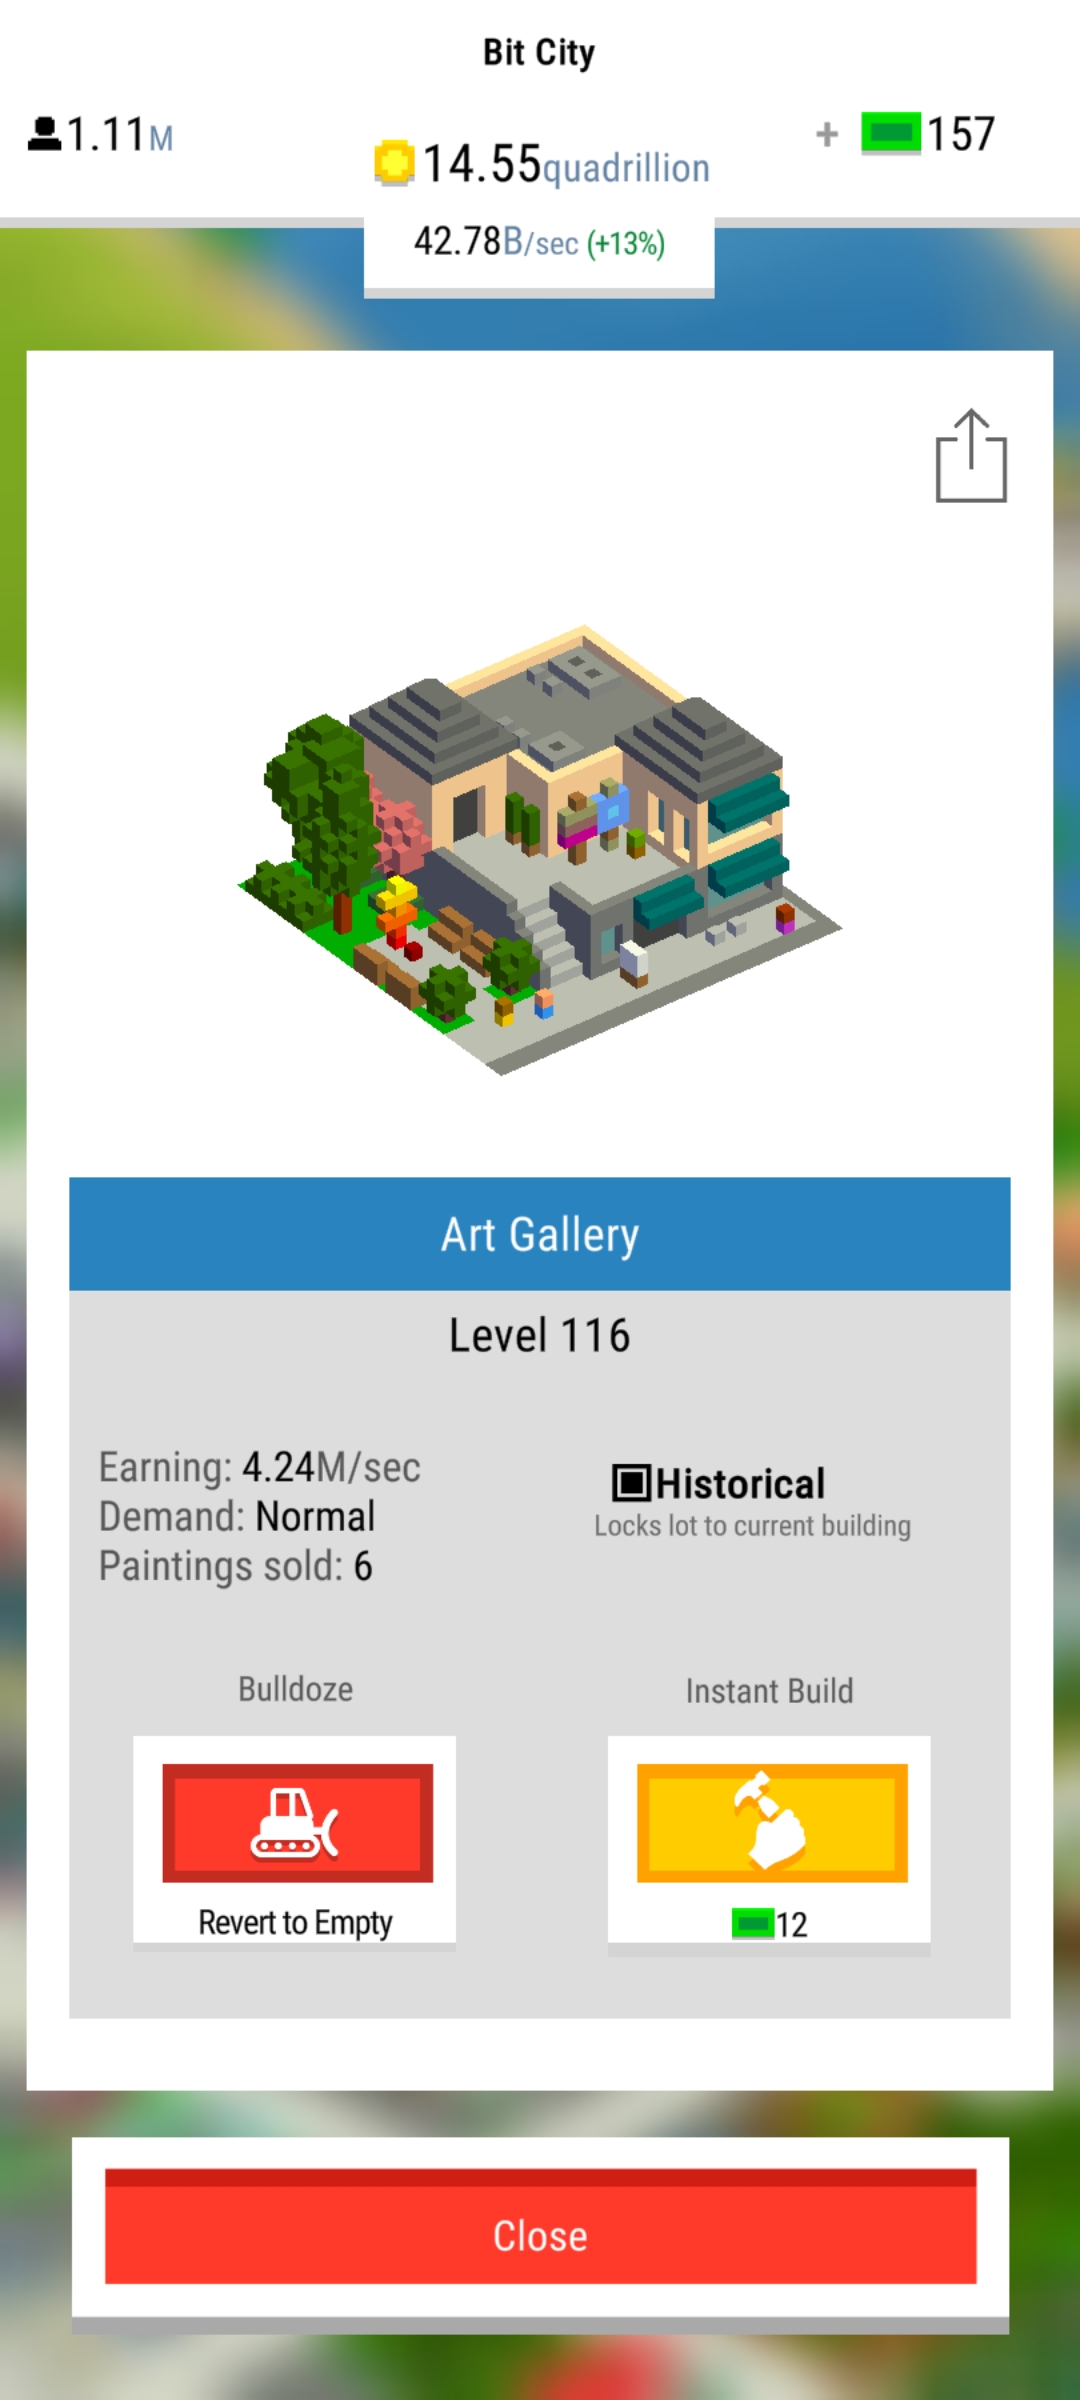 Bit City
1.11M
14.55quadrillion
+ 157
42.78B/sec (+13%)
Art Gallery
Level 116
Earning: 4.24M/sec
Demand: Normal
Paintings sold: 6
Historical
Locks lot to current building
Bulldoze
Instant Build
Revert to Empty
12
Close